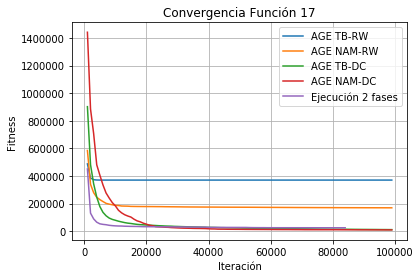 Convergencia Función 17
1400000
1200000
1000000
800000
600000
400000
200000
0
Fitness
AGE TB-RW
AGE NAM-RW
AGE TB-DC
AGE NAM-DC
Ejecución 2 fases
0 20000 40000 60000 80000 100000
Iteración